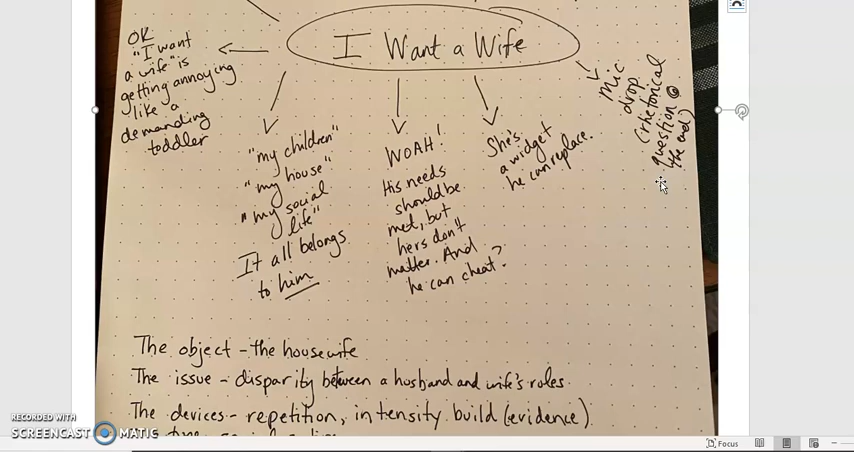 I Want a Wife
OK
"I want
a wife" is
getting annoying
like a
demanding
toddler
"my children"
"my house"
"my social
life"
It all belongs
to him
WOAH!
His needs
should be
met, but
hers don't
matter. And
he can cheat?
She's
a widget
he can replace.
Mic
drop
(rhetorical
question @
the end)
The object - the housewife
The issue - disparity between a husband and wife's roles.
The devices - repetition, intensity build (evidence)
RECORDED WITH
SCREENCAST MATIC
Focus